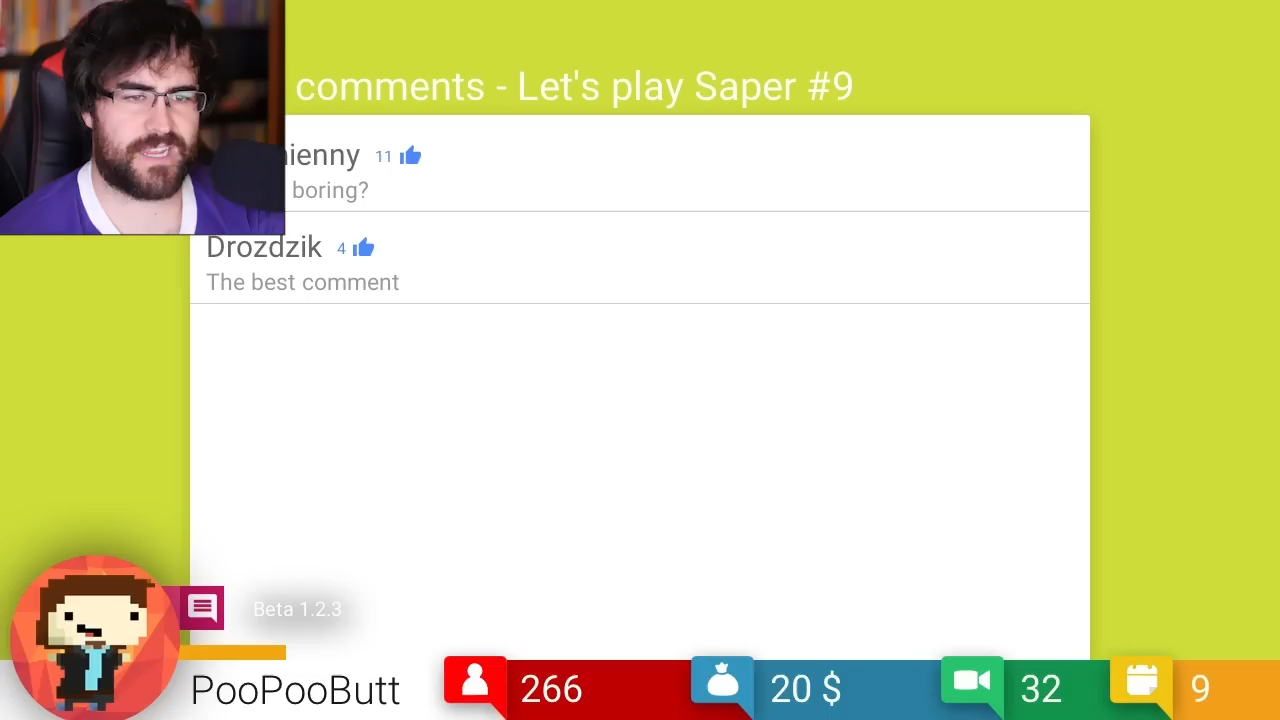 comments - Let's play Saper #9
11
boring?
Drozdzik 4
The best comment
Beta 1.2.3
PooPooButt 266 20 $ 32 9